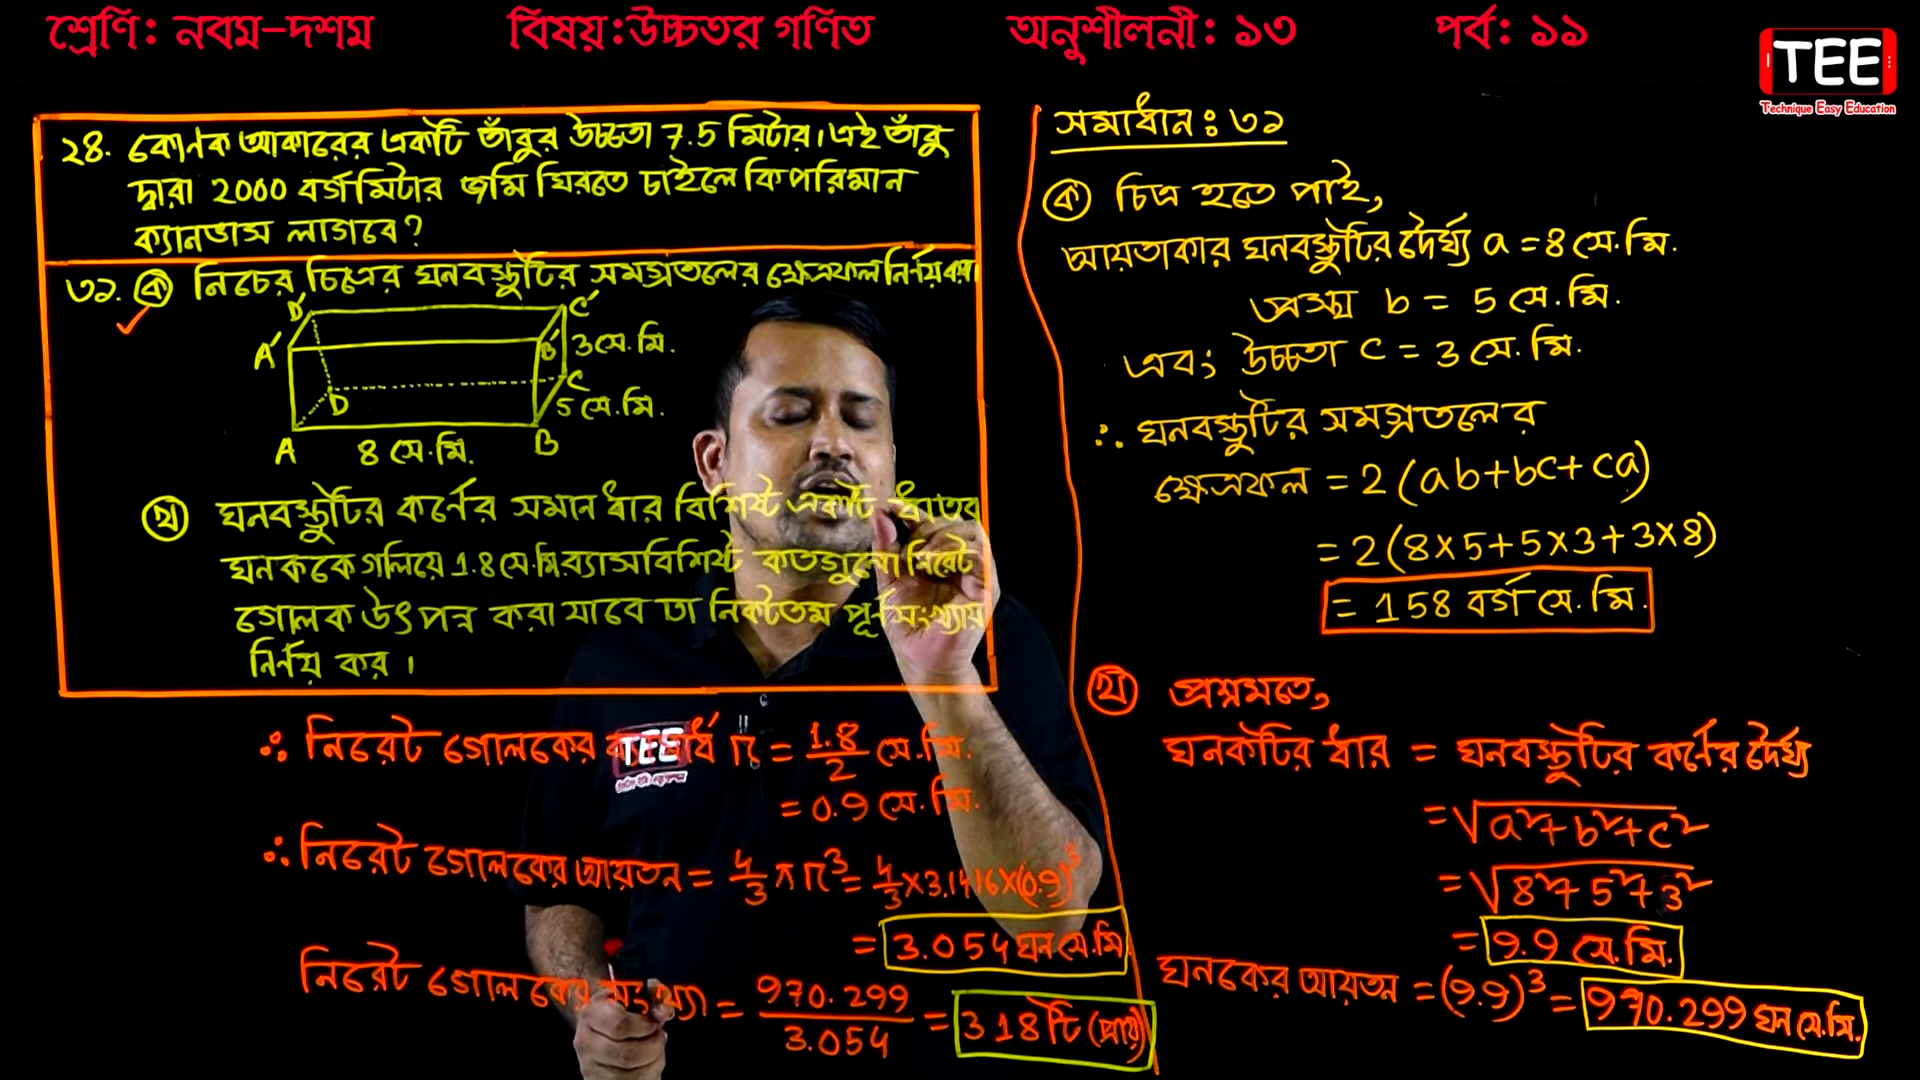 শ্রেণি: নবম-দশম বিষয়:উচ্চতর গণিত অনুশীলনী: ১৩ পর্ব: ১১
TEE
Technique Easy Education
২৪. কোণক আকারের একটি তাঁবুর উচ্চতা 7.5 মিটার। এই তাঁবু
দ্বারা 2000 বর্গমিটার জমি ঘিরতে চাইলে কি পরিমান
ক্যানভাস লাগবে?
৩১. ক নিচের চিত্রের ঘনবস্তুটির সমগ্রতলের ক্ষেত্রফল নির্ণয় কর।
D′ C′
A′ B′ 3 সে.মি.
D C
5 সে.মি.
A 8 সে.মি. B
খ ঘনবস্তুটির কর্ণের সমান ধার বিশিষ্ট একটি ধাতব
ঘনককে গলিয়ে 1.8 সে.মি. ব্যাসবিশিষ্ট কতগুলো নিরেট
গোলক উৎপন্ন করা যাবে তা নিকটতম পূর্ণসংখ্যায়
নির্ণয় কর।
∴ নিরেট গোলকের ব্যাসার্ধ r = 1.8/2 সে.মি.
TEE
= 0.9 সে.মি.
∴ নিরেট গোলকের আয়তন = 4/3 πr³ = 4/3 × 3.1416 × (0.9)³
= 3.054 ঘন সে.মি.
নিরেট গোলকের সংখ্যা = 970.299/3.054 = 318 টি (প্রায়)
সমাধান: ৩১
ক চিত্র হতে পাই,
আয়তাকার ঘনবস্তুটির দৈর্ঘ্য a = 8 সে.মি.
প্রস্থ b = 5 সে.মি.
এবং উচ্চতা c = 3 সে.মি.
∴ ঘনবস্তুটির সমগ্রতলের
ক্ষেত্রফল = 2(ab+bc+ca)
= 2(8×5+5×3+3×8)
= 158 বর্গ সে.মি.
খ প্রশ্নমতে,
ঘনকটির ধার = ঘনবস্তুটির কর্ণের দৈর্ঘ্য
= √a²+b²+c²
= √8²+5²+3²
= 9.9 সে.মি.
ঘনকের আয়তন = (9.9)³ = 970.299 ঘন সে.মি.